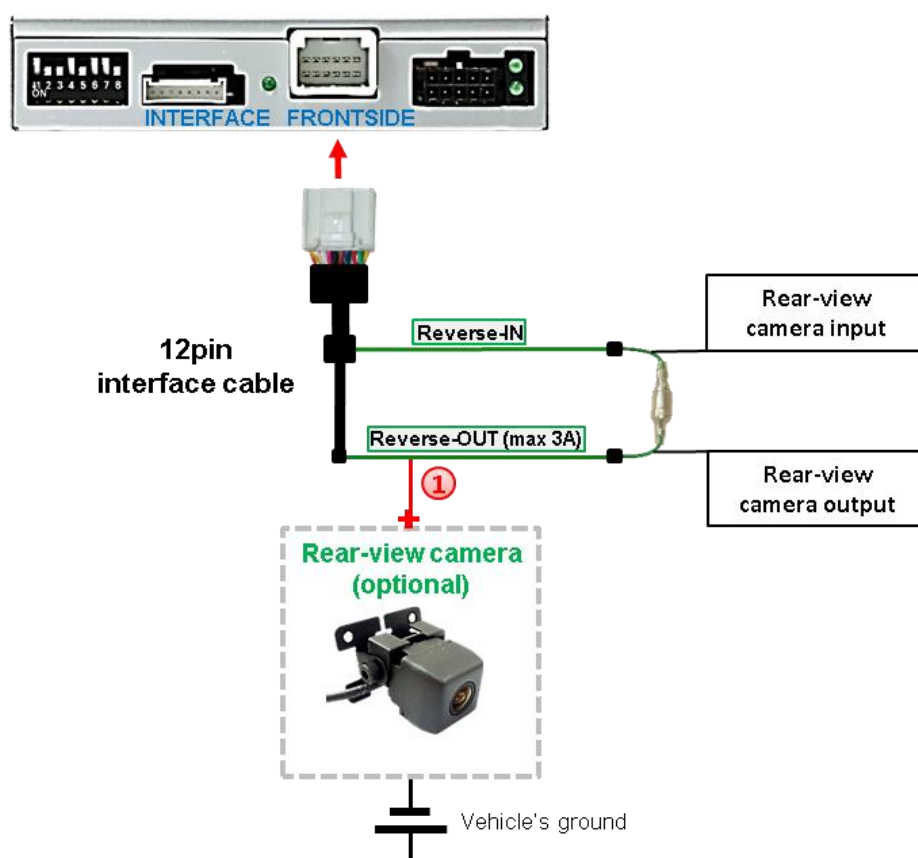 1 2 3 4 5 6 7 8
ON
INTERFACE FRONTSIDE
12pin
interface cable
Reverse-IN
Reverse-OUT (max 3A)
Rear-view
camera input
Rear-view
camera output
1
Rear-view camera
(optional)
Vehicle's ground